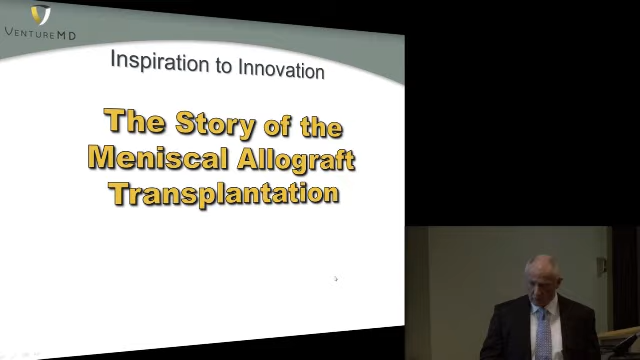 VENTUREMD
Inspiration to Innovation
The Story of the
Meniscal Allograft
Transplantation